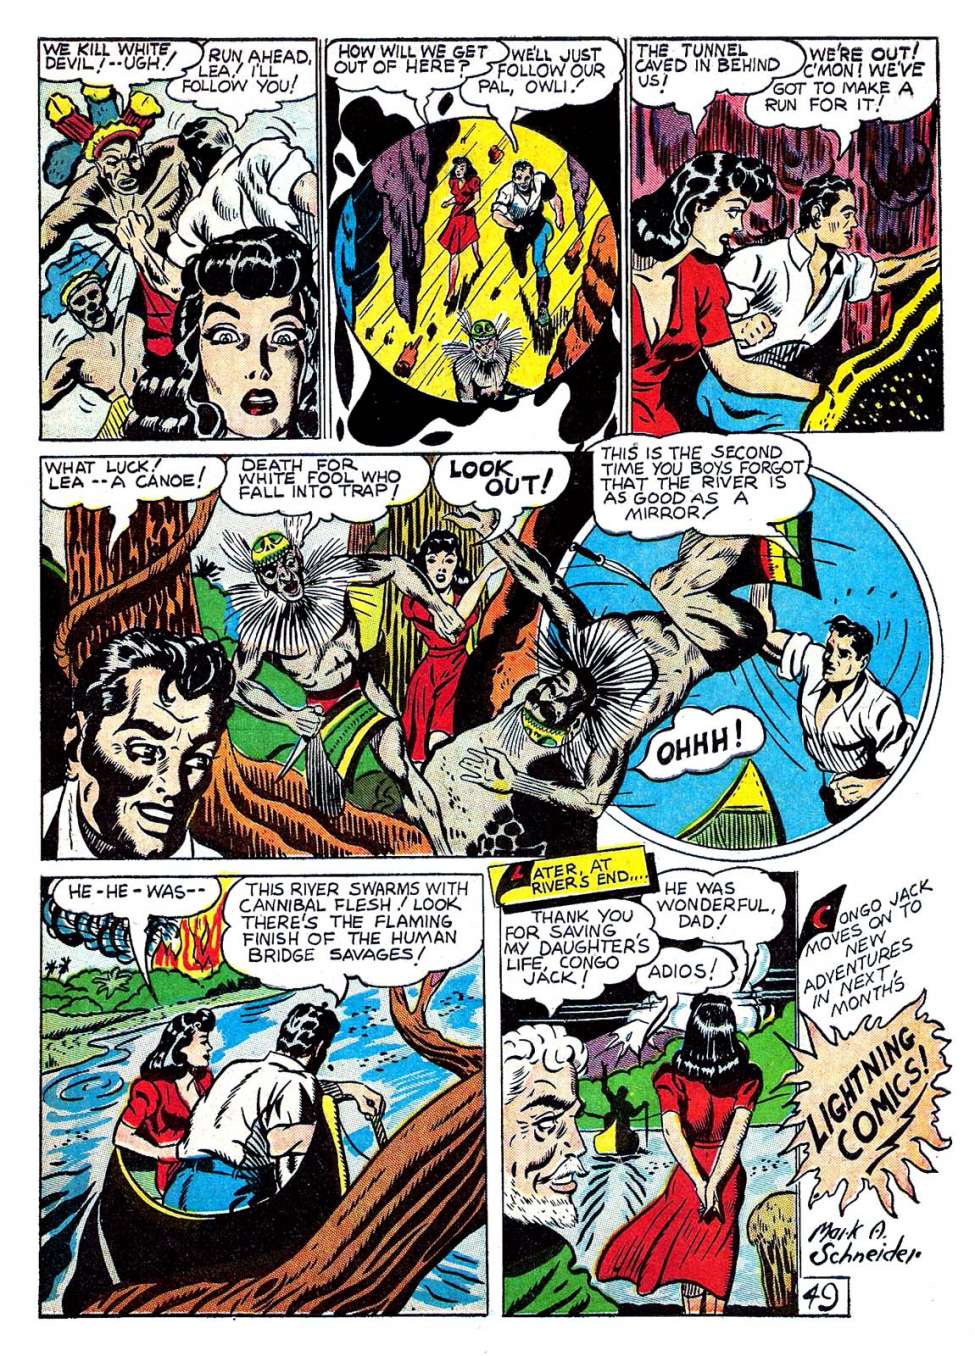 WE KILL WHITE
DEVIL!--UGH!
RUN AHEAD,
LEA! I'LL
FOLLOW YOU!
HOW WILL WE GET
OUT OF HERE?
WE'LL JUST
FOLLOW OUR
PAL, OWLI!
THE TUNNEL
CAVED IN BEHIND
US!
WE'RE OUT!
C'MON! WE'VE
GOT TO MAKE A
RUN FOR IT!
WHAT LUCK!
LEA--A CANOE!
DEATH FOR
WHITE FOOL WHO
FALL INTO TRAP!
LOOK
OUT!
THIS IS THE SECOND
TIME YOU BOYS FORGOT
THAT THE RIVER IS
AS GOOD AS A
MIRROR!
OHHH!
HE-HE-WAS--
THIS RIVER SWARMS WITH
CANNIBAL FLESH! LOOK
THERE'S THE FLAMING
FINISH OF THE HUMAN
BRIDGE SAVAGES!
LATER, AT
RIVER'S END....
THANK YOU
FOR SAVING
MY DAUGHTER'S
LIFE, CONGO
JACK!
HE WAS
WONDERFUL,
DAD!
ADIOS!
CONGO JACK
MOVES ON TO
NEW
ADVENTURES
IN NEXT,
MONTHS
LIGHTNING
COMICS!
Mark A.
Schneider
49